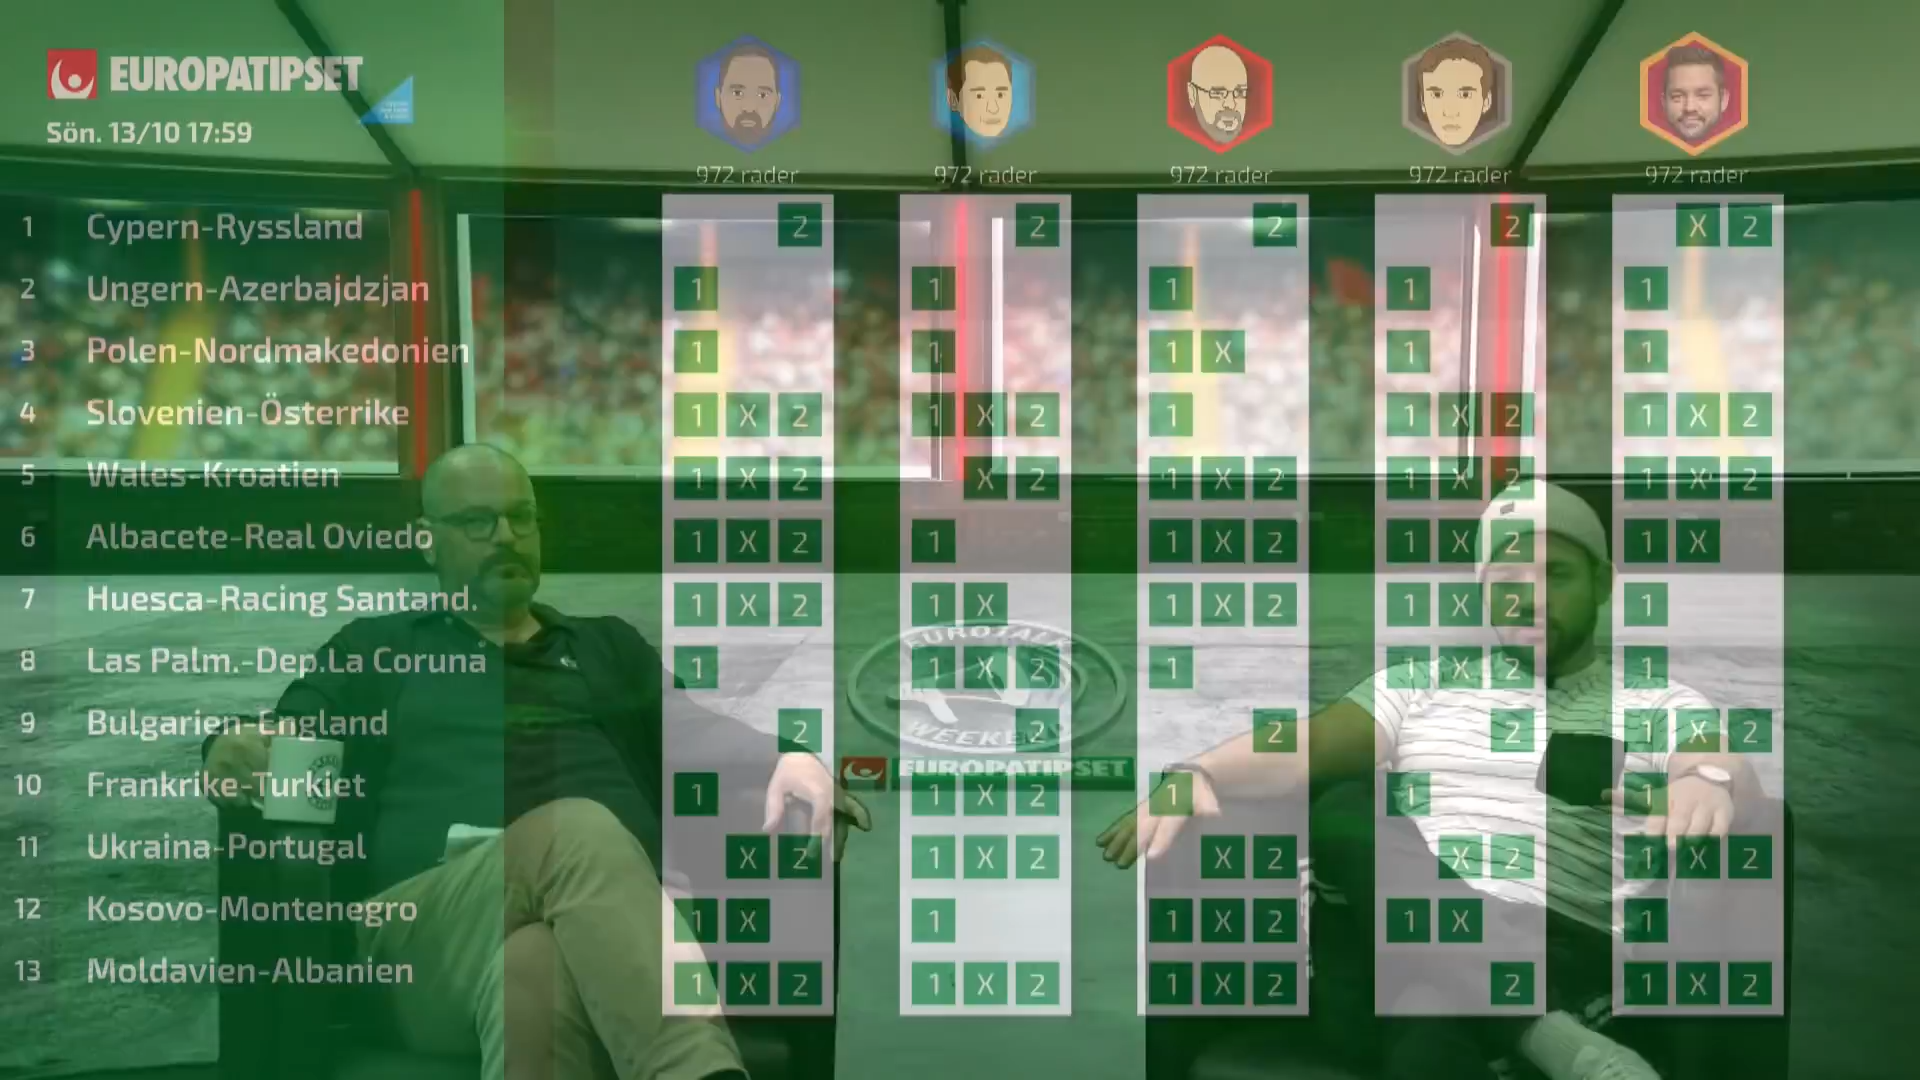 EUROPATIPSET
Sön. 13/10 17:59
972 rader 972 rader 972 rader 972 rader 972 rader
1 Cypern-Ryssland 2 2 2 2 X 2
2 Ungern-Azerbajdzjan 1 1 1 1 1
3 Polen-Nordmakedonien 1 1 1 X 1 1
4 Slovenien-Österrike 1 X 2 1 X 2 1 1 X 2 1 X 2
5 Wales-Kroatien 1 X 2 X 2 1 X 2 1 X 2 1 X 2
6 Albacete-Real Oviedo 1 X 2 1 1 X 2 1 X 2 1 X
7 Huesca-Racing Santand. 1 X 2 1 X 1 X 2 1 X 2 1
EUROTALK
8 Las Palm.-Dep.La Coruna 1 1 X 2 1 1 X 2 1
9 Bulgarien-England 2 2 2 2 1 X 2
WEEKEND
EUROPATIPSET
10 Frankrike-Turkiet 1 1 X 2 1 1 1
11 Ukraina-Portugal X 2 1 X 2 X 2 X 2 1 X 2
12 Kosovo-Montenegro 1 X 1 1 X 2 1 X 1
13 Moldavien-Albanien 1 X 2 1 X 2 1 X 2 2 1 X 2